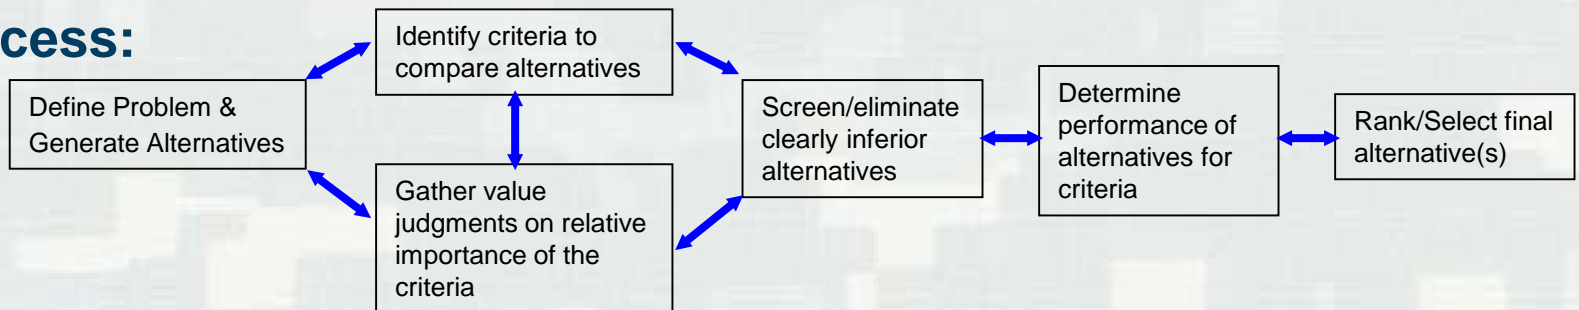 cess:
Define Problem &
Generate Alternatives
Identify criteria to
compare alternatives
Gather value
judgments on relative
importance of the
criteria
Screen/eliminate
clearly inferior
alternatives
Determine
performance of
alternatives for
criteria
Rank/Select final
alternative(s)